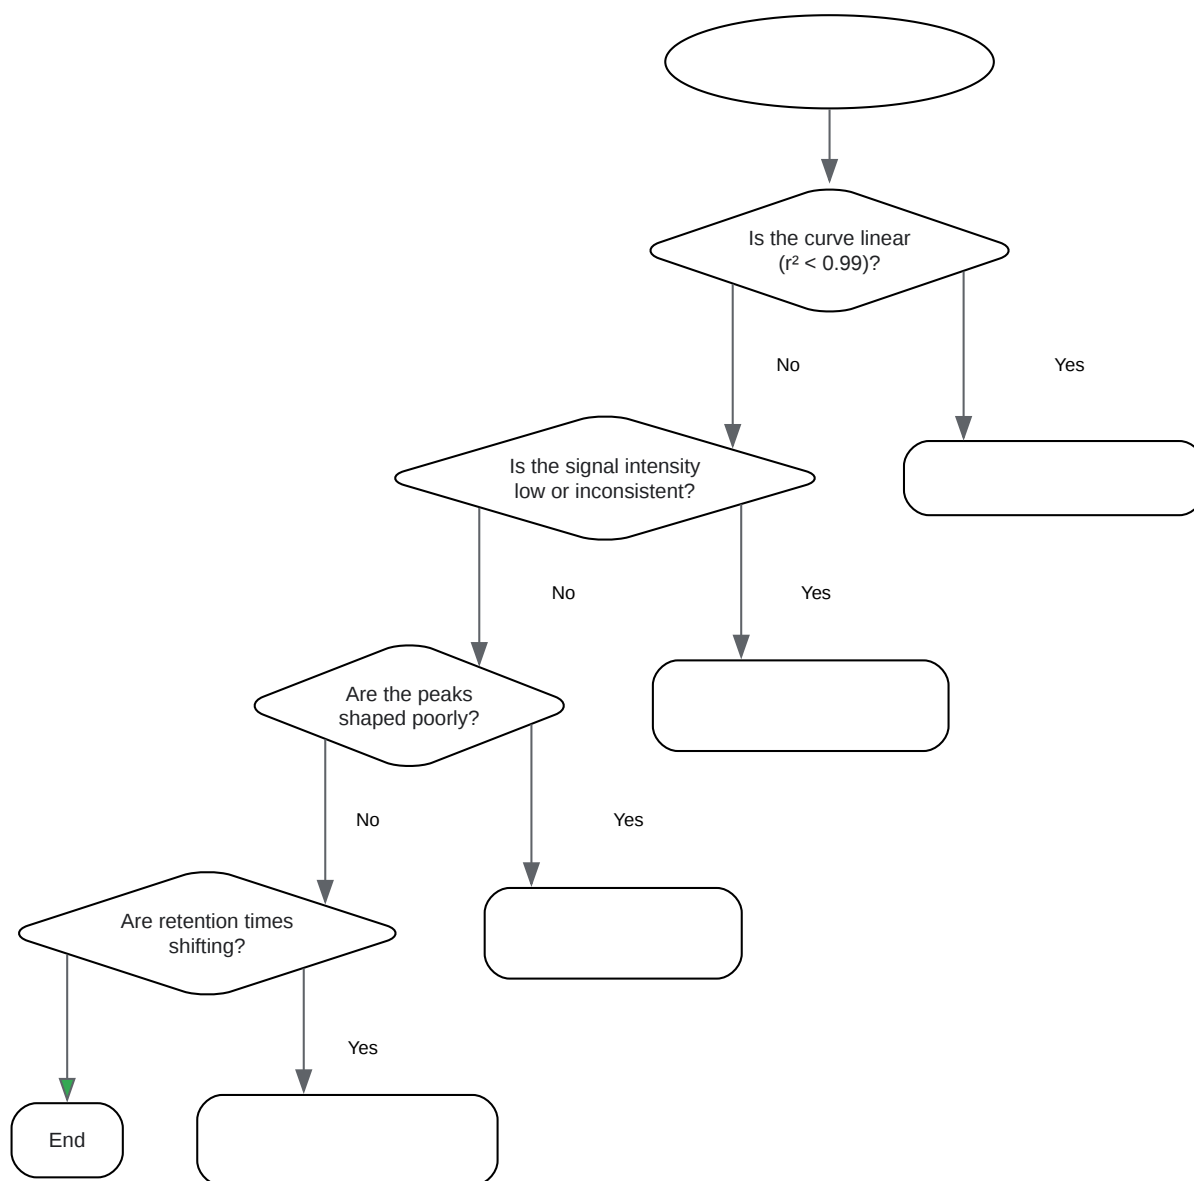 Is the curve linear
(r² < 0.99)?
No
Yes
Is the signal intensity
low or inconsistent?
No
Yes
Are the peaks
shaped poorly?
No
Yes
Are retention times
shifting?
Yes
End